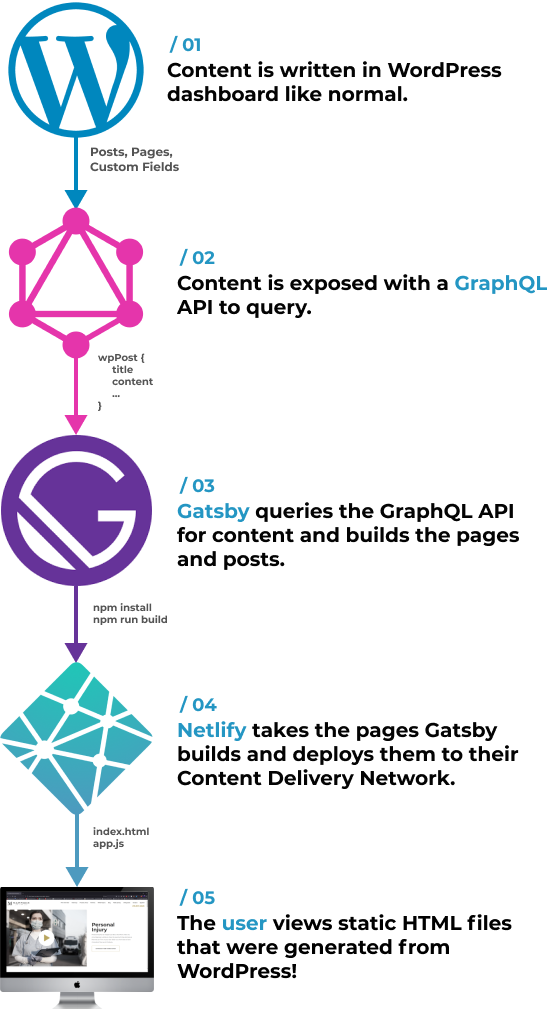 / 01
Content is written in WordPress
dashboard like normal.
Posts, Pages,
Custom Fields
/ 02
Content is exposed with a GraphQL
API to query.
wpPost {
title
content
...
}
/ 03
Gatsby queries the GraphQL API
for content and builds the pages
and posts.
npm install
npm run build
/ 04
Netlify takes the pages Gatsby
builds and deploys them to their
Content Delivery Network.
index.html
app.js
/ 05
The user views static HTML files
that were generated from
WordPress!
Personal
Injury